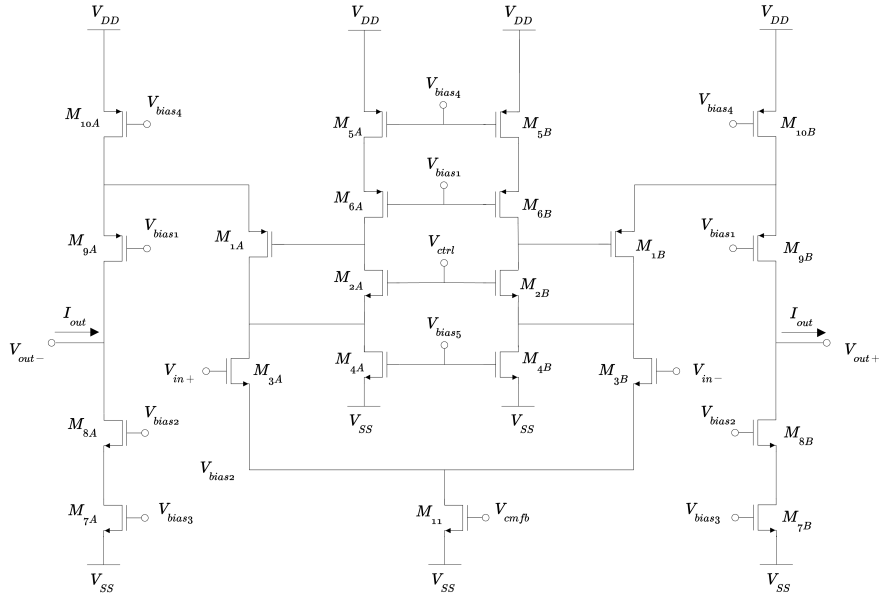 V_DD V_DD V_DD V_DD
V_bias4
M_10A V_bias4 V_bias4 M_10B
M_5A M_5B
V_bias1
M_6A M_6B
V_bias1 V_bias1
M_9A M_1A V_ctrl M_1B M_9B
M_2A M_2B
I_out V_bias5 I_out
V_out- V_out+
M_4A M_4B
V_in+ M_3A M_3B V_in-
V_bias2 V_SS V_SS V_bias2
M_8A M_8B
V_bias2
M_7A V_bias3 M_11 V_cmfb V_bias3 M_7B
V_SS V_SS V_SS